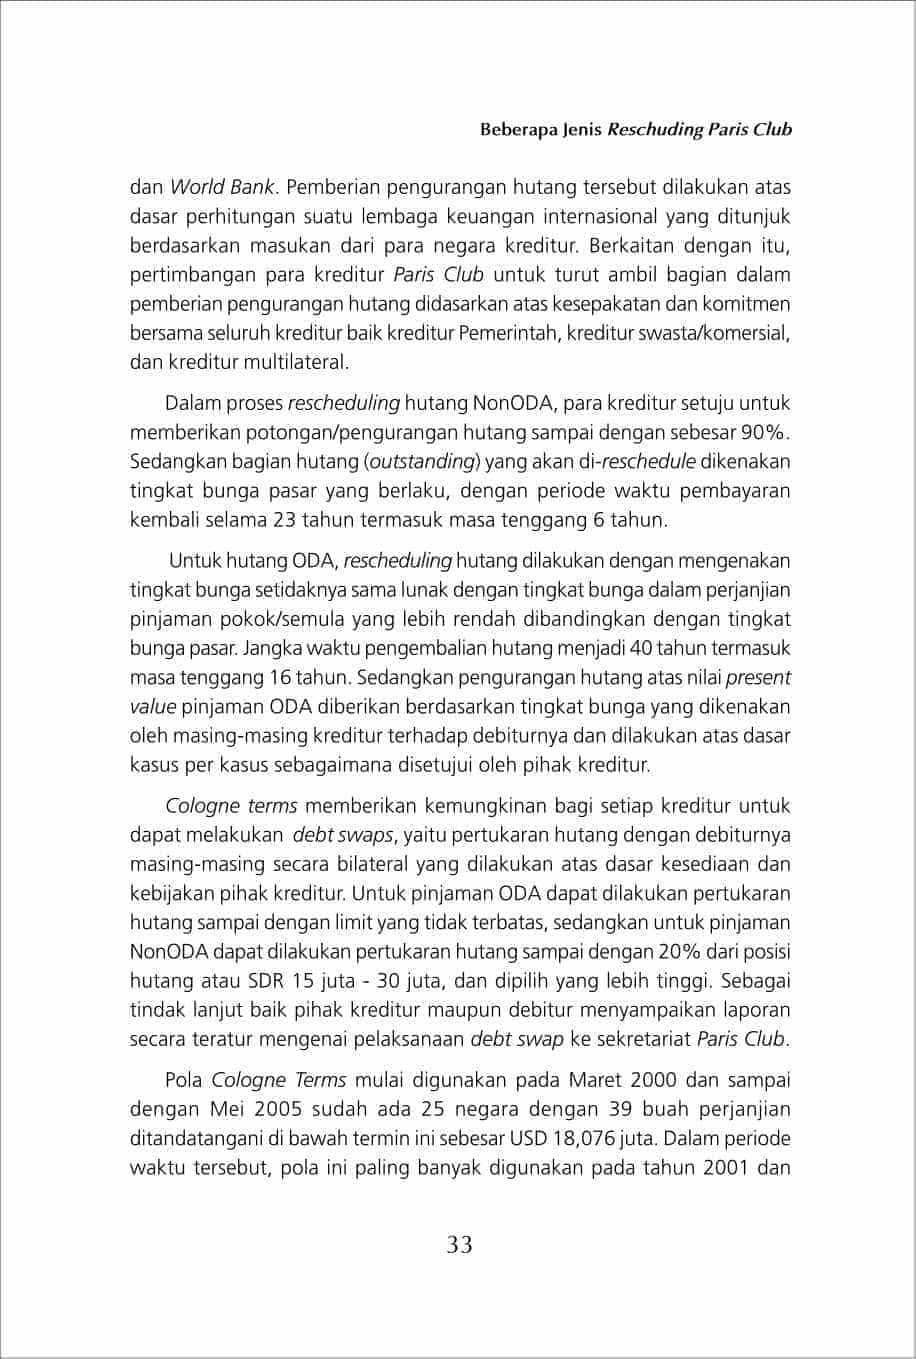 Beberapa Jenis Reschuding Paris Club
dan World Bank. Pemberian pengurangan hutang tersebut dilakukan atas
dasar perhitungan suatu lembaga keuangan internasional yang ditunjuk
berdasarkan masukan dari para negara kreditur. Berkaitan dengan itu,
pertimbangan para kreditur Paris Club untuk turut ambil bagian dalam
pemberian pengurangan hutang didasarkan atas kesepakatan dan komitmen
bersama seluruh kreditur baik kreditur Pemerintah, kreditur swasta/komersial,
dan kreditur multilateral.
Dalam proses rescheduling hutang NonODA, para kreditur setuju untuk
memberikan potongan/pengurangan hutang sampai dengan sebesar 90%.
Sedangkan bagian hutang (outstanding) yang akan di-reschedule dikenakan
tingkat bunga pasar yang berlaku, dengan periode waktu pembayaran
kembali selama 23 tahun termasuk masa tenggang 6 tahun.
Untuk hutang ODA, rescheduling hutang dilakukan dengan mengenakan
tingkat bunga setidaknya sama lunak dengan tingkat bunga dalam perjanjian
pinjaman pokok/semula yang lebih rendah dibandingkan dengan tingkat
bunga pasar. Jangka waktu pengembalian hutang menjadi 40 tahun termasuk
masa tenggang 16 tahun. Sedangkan pengurangan hutang atas nilai present
value pinjaman ODA diberikan berdasarkan tingkat bunga yang dikenakan
oleh masing-masing kreditur terhadap debiturnya dan dilakukan atas dasar
kasus per kasus sebagaimana disetujui oleh pihak kreditur.
Cologne terms memberikan kemungkinan bagi setiap kreditur untuk
dapat melakukan debt swaps, yaitu pertukaran hutang dengan debiturnya
masing-masing secara bilateral yang dilakukan atas dasar kesediaan dan
kebijakan pihak kreditur. Untuk pinjaman ODA dapat dilakukan pertukaran
hutang sampai dengan limit yang tidak terbatas, sedangkan untuk pinjaman
NonODA dapat dilakukan pertukaran hutang sampai dengan 20% dari posisi
hutang atau SDR 15 juta - 30 juta, dan dipilih yang lebih tinggi. Sebagai
tindak lanjut baik pihak kreditur maupun debitur menyampaikan laporan
secara teratur mengenai pelaksanaan debt swap ke sekretariat Paris Club.
Pola Cologne Terms mulai digunakan pada Maret 2000 dan sampai
dengan Mei 2005 sudah ada 25 negara dengan 39 buah perjanjian
ditandatangani di bawah termin ini sebesar USD 18,076 juta. Dalam periode
waktu tersebut, pola ini paling banyak digunakan pada tahun 2001 dan
33